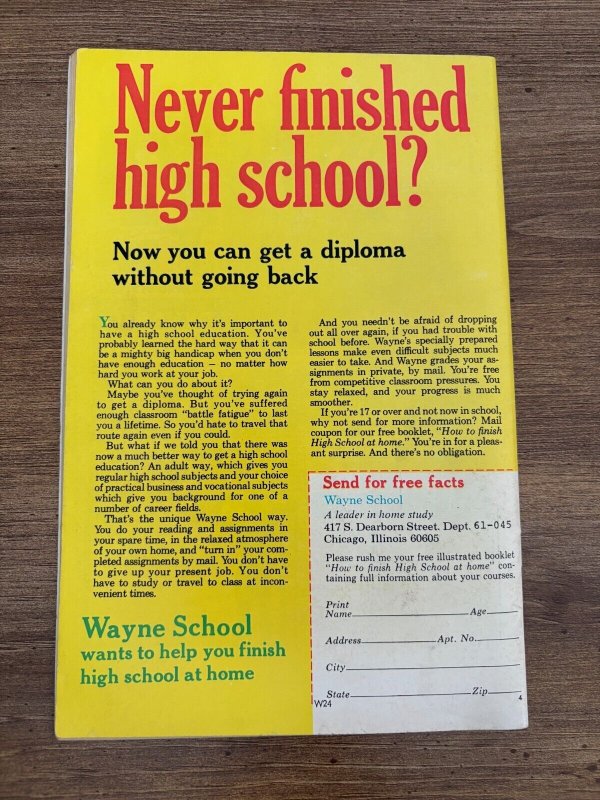 Never finished
high school?
Now you can get a diploma
without going back
You already know why it's important to
have a high school education. You've
probably learned the hard way that it can
be a mighty big handicap when you don't
have enough education — no matter how
hard you work at your job.
What can you do about it?
Maybe you've thought of trying again
to get a diploma. But you've suffered
enough classroom "battle fatigue" to last
you a lifetime. So you'd hate to travel that
route again even if you could.
But what if we told you that there was
now a much better way to get a high school
education? An adult way, which gives you
regular high school subjects and your choice
of practical business and vocational subjects
which give you background for one of a
number of career fields.
That's the unique Wayne School way.
You do your reading and assignments in
your spare time, in the relaxed atmosphere
of your own home, and "turn in" your com-
pleted assignments by mail. You don't have
to give up your present job. You don't
have to study or travel to class at incon-
venient times.
Wayne School
wants to help you finish
high school at home
And you needn't be afraid of dropping
out all over again, if you had trouble with
school before. Wayne's specially prepared
lessons make even difficult subjects much
easier to take. And Wayne grades your as-
signments in private, by mail. You're free
from competitive classroom pressures. You
stay relaxed, and your progress is much
smoother.
If you're 17 or over and not now in school,
why not send for more information? Mail
coupon for our free booklet, "How to finish
High School at home." You're in for a pleas-
ant surprise. And there's no obligation.
Send for free facts
Wayne School
A leader in home study
417 S. Dearborn Street. Dept. 61-045
Chicago, Illinois 60605
Please rush me your free illustrated booklet
"How to finish High School at home" con-
taining full information about your courses.
Print
Name Age
Address Apt. No.
City
State Zip
W24 4